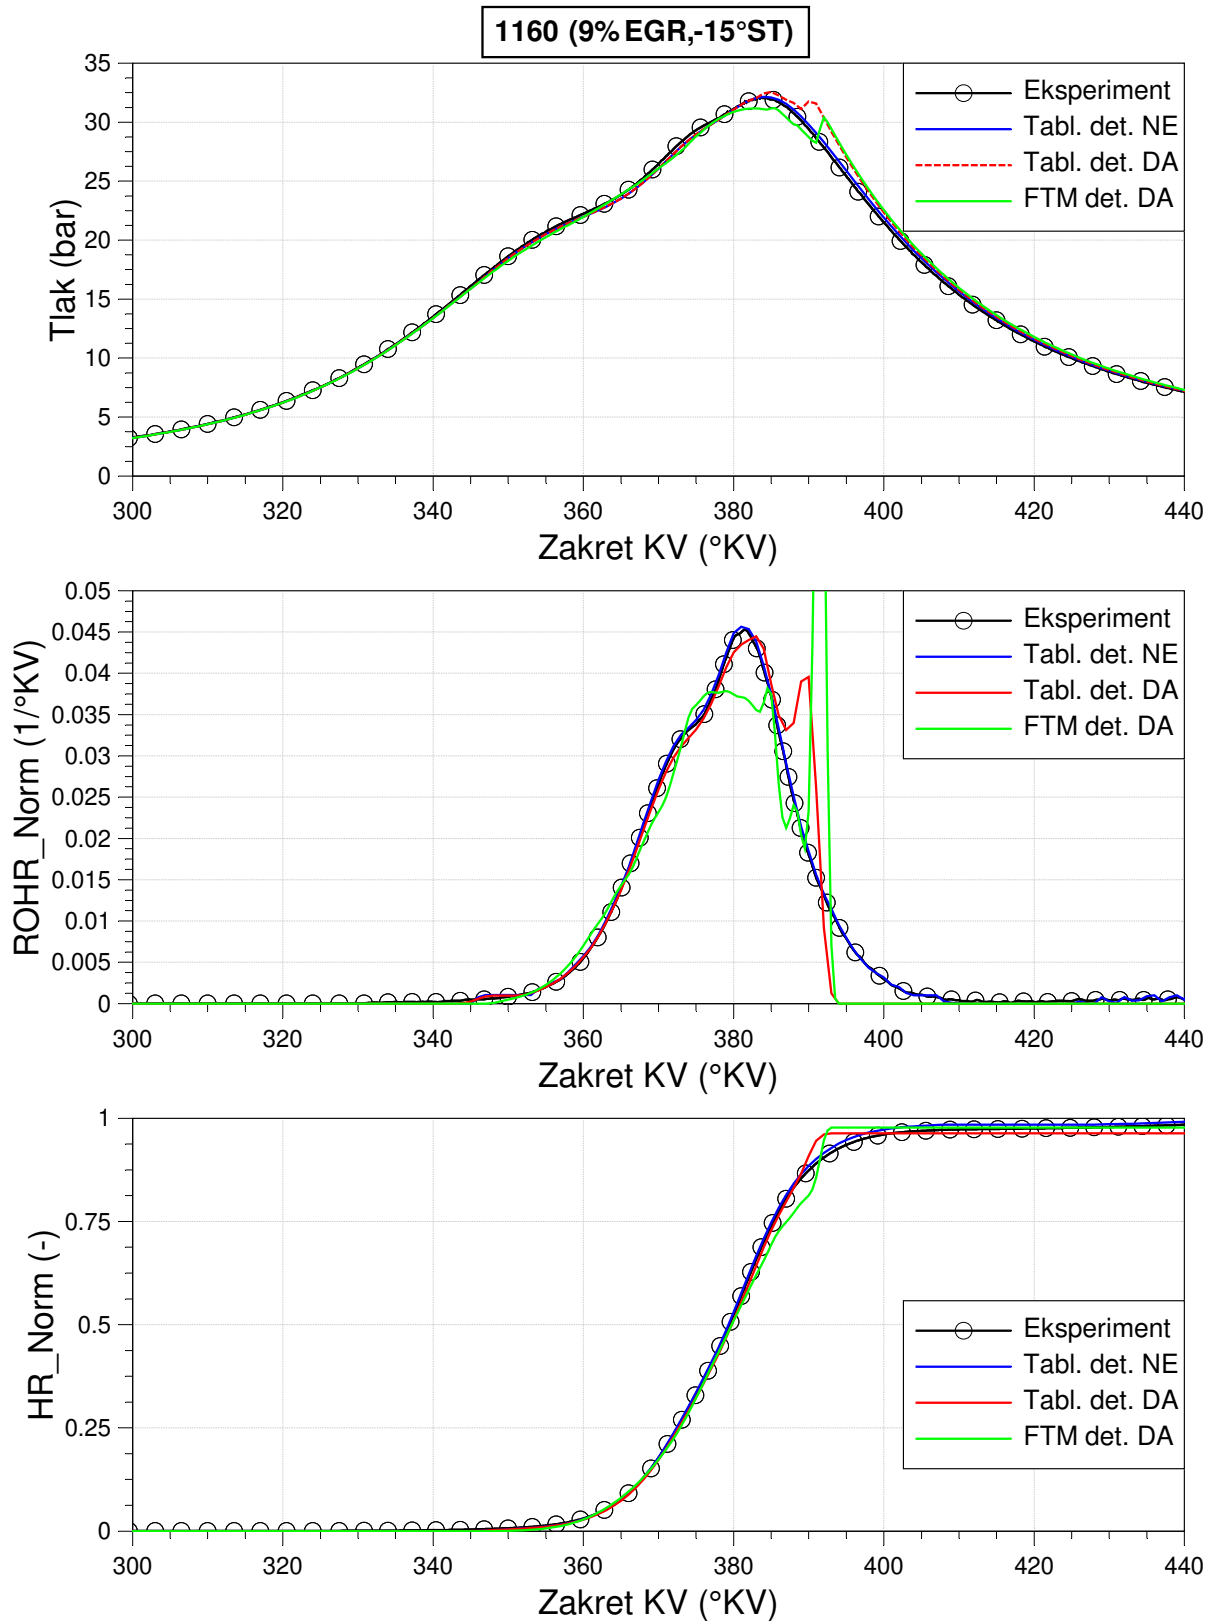 1160 (9% EGR,-15°ST)
35
30
25
20
15
10
5
0
Tlak (bar)
Eksperiment
Tabl. det. NE
Tabl. det. DA
FTM det. DA
300 320 340 360 380 400 420 440
Zakret KV (°KV)
0.05
0.045
0.04
0.035
0.03
0.025
0.02
0.015
0.01
0.005
0
ROHR_Norm (1/°KV)
Eksperiment
Tabl. det. NE
Tabl. det. DA
FTM det. DA
300 320 340 360 380 400 420 440
Zakret KV (°KV)
1
0.75
0.5
0.25
0
HR_Norm (-)
Eksperiment
Tabl. det. NE
Tabl. det. DA
FTM det. DA
300 320 340 360 380 400 420 440
Zakret KV (°KV)